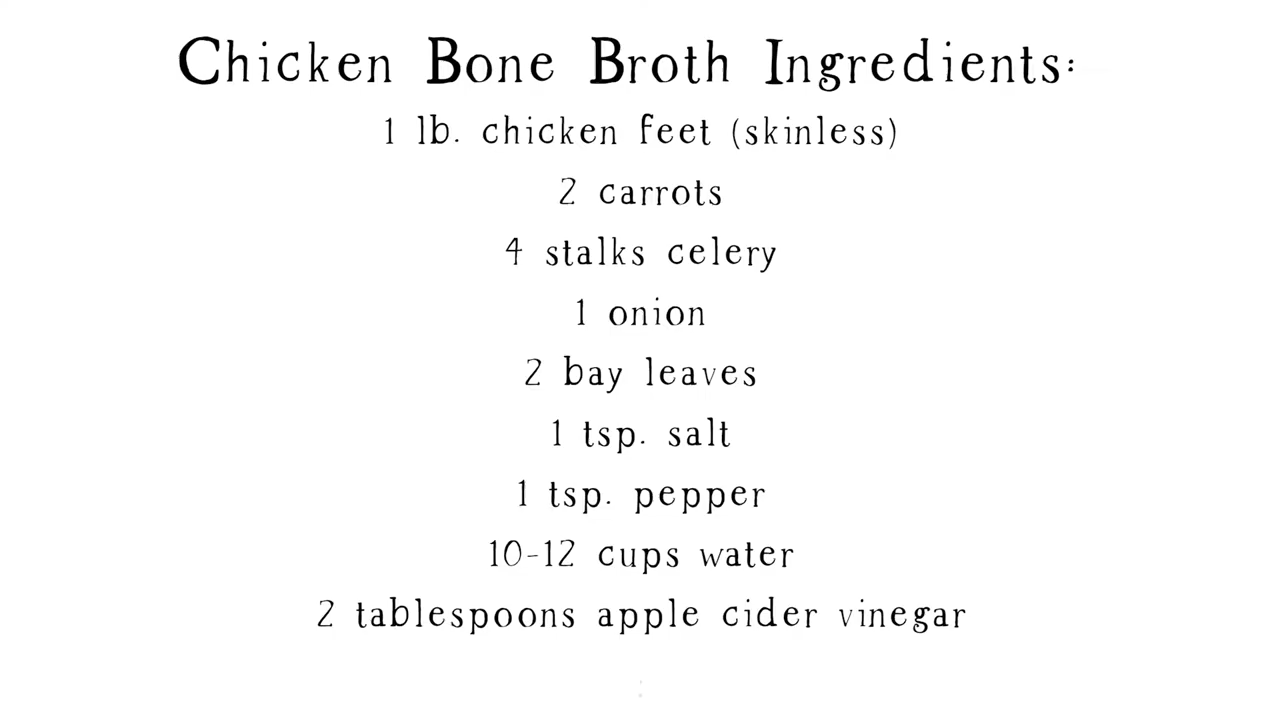 Chicken Bone Broth Ingredients:
1 lb. chicken feet (skinless)
2 carrots
4 stalks celery
1 onion
2 bay leaves
1 tsp. salt
1 tsp. pepper
10-12 cups water
2 tablespoons apple cider vinegar